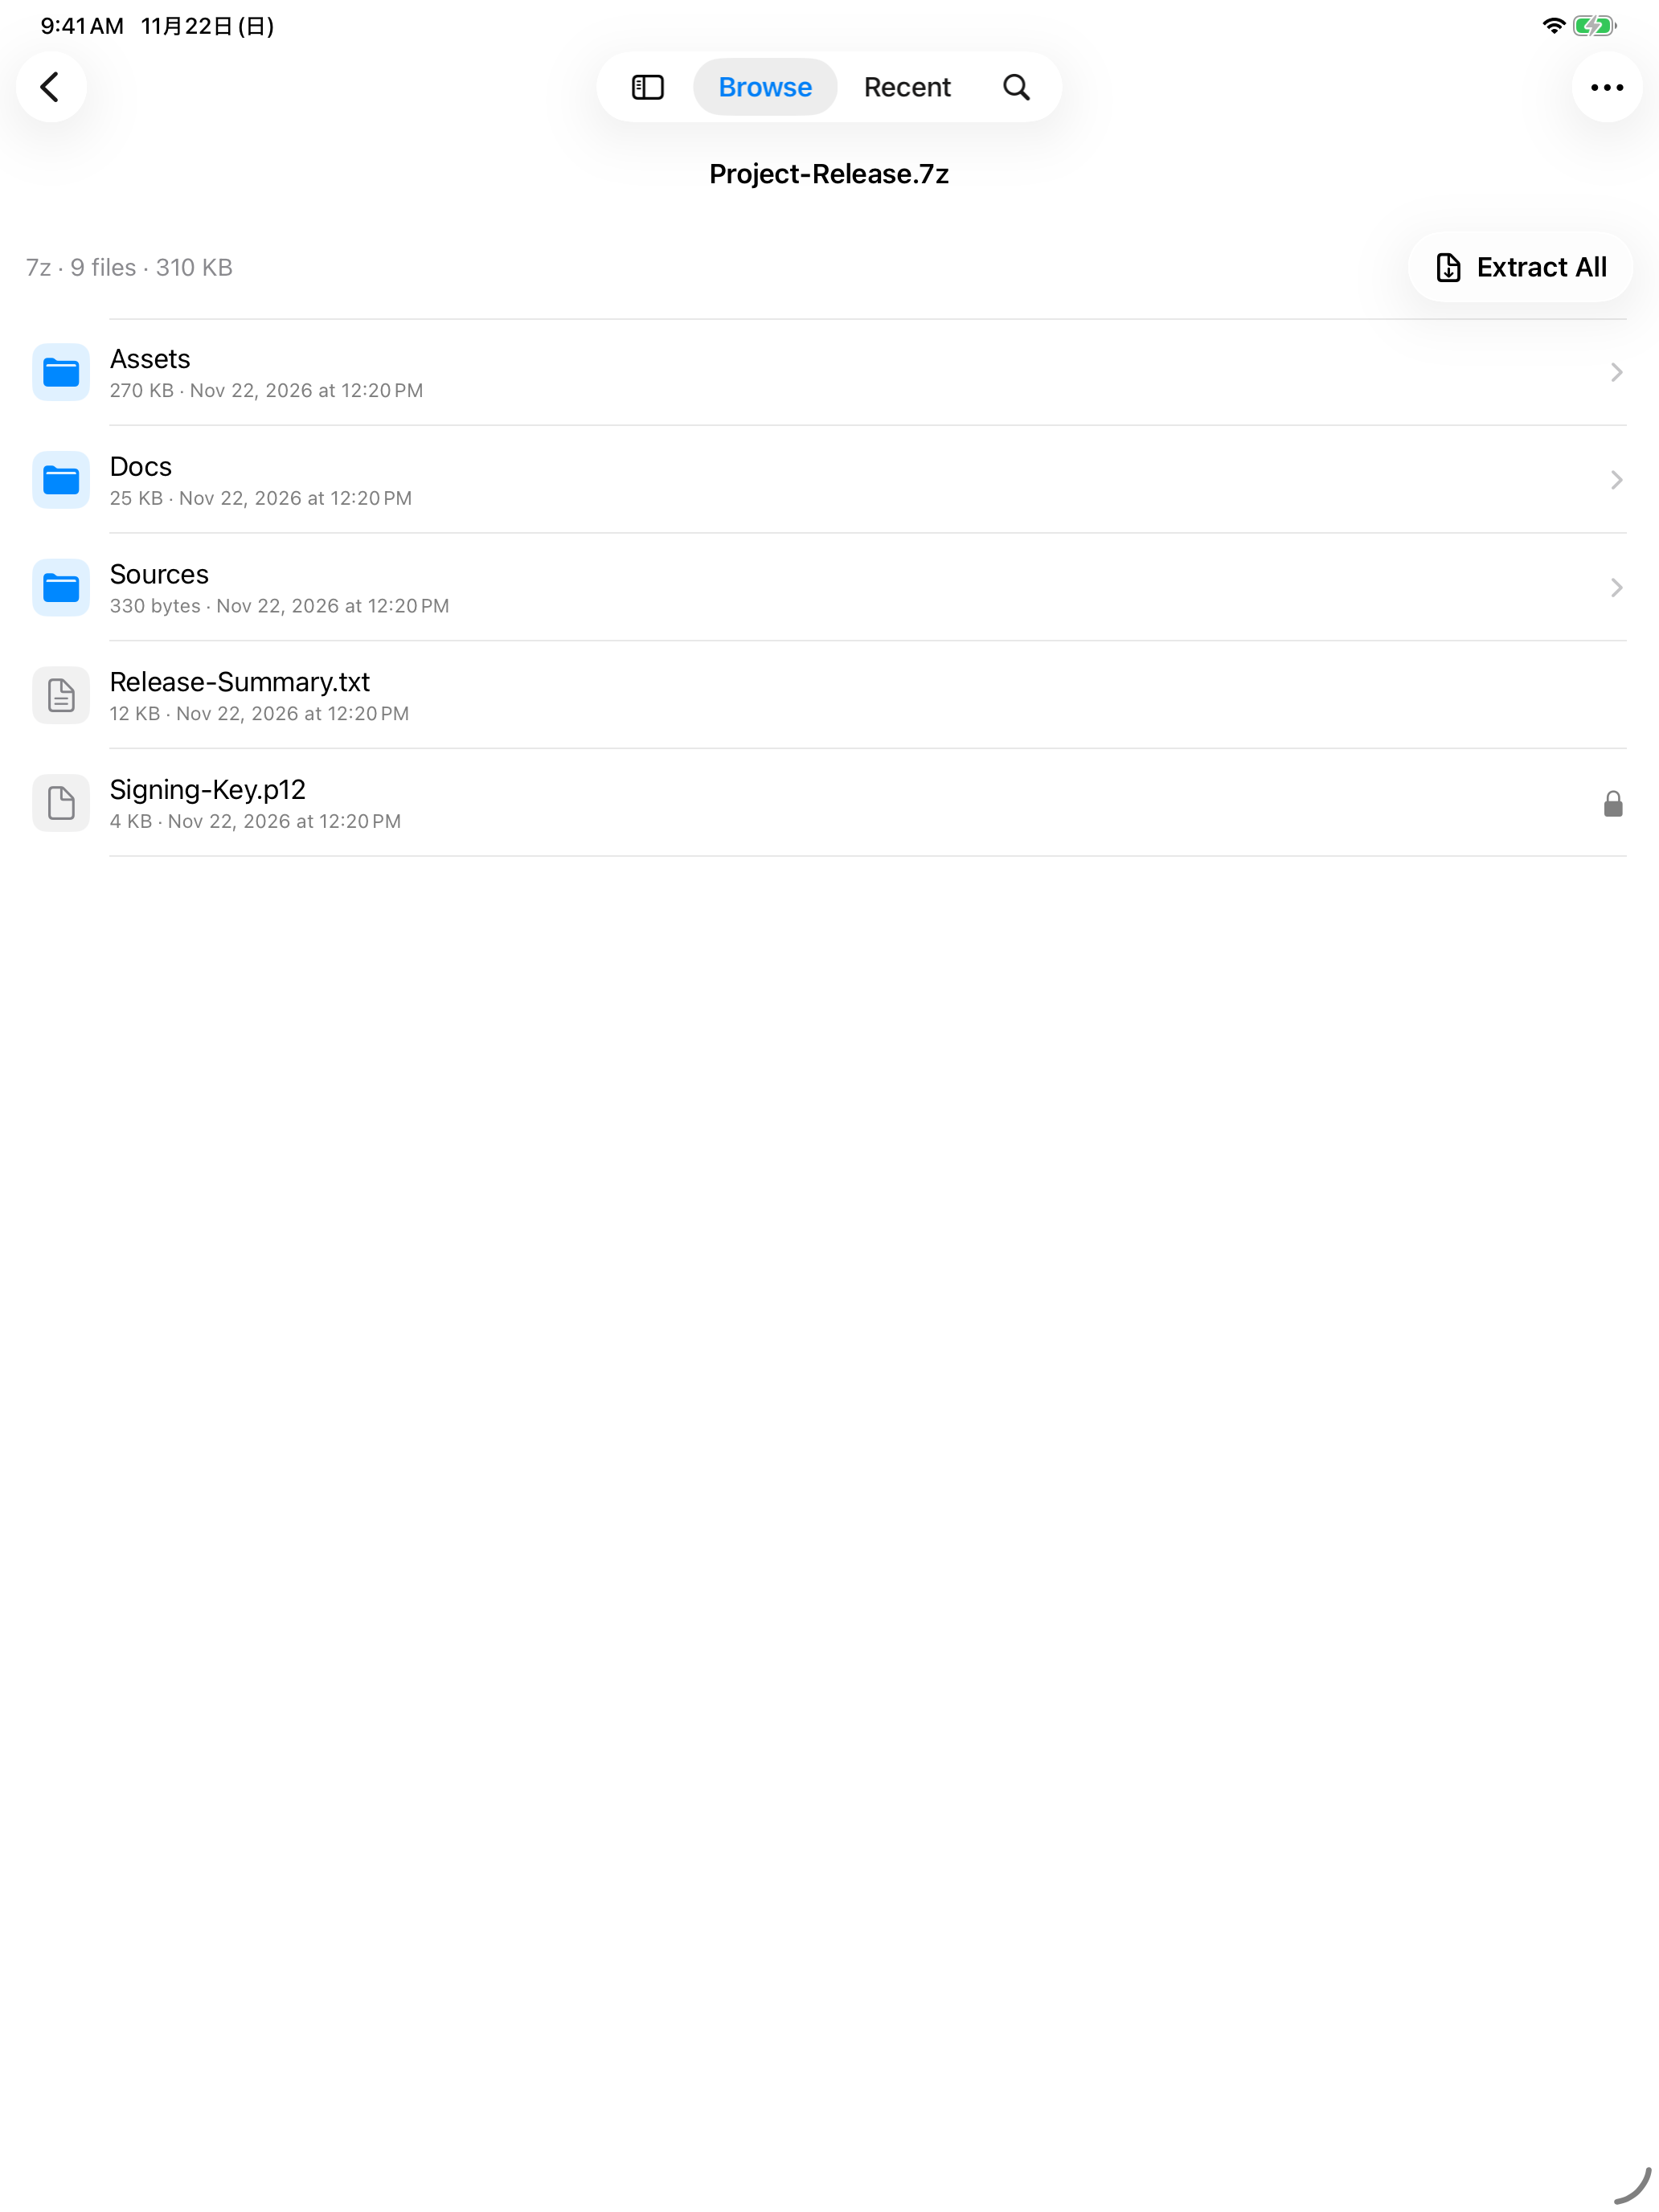 9:41 AM 11月22日(日)
Browse
Recent
Project-Release.7z
7z · 9 files · 310 KB
Extract All
Assets
270 KB · Nov 22, 2026 at 12:20 PM
Docs
25 KB · Nov 22, 2026 at 12:20 PM
Sources
330 bytes · Nov 22, 2026 at 12:20 PM
Release-Summary.txt
12 KB · Nov 22, 2026 at 12:20 PM
Signing-Key.p12
4 KB · Nov 22, 2026 at 12:20 PM